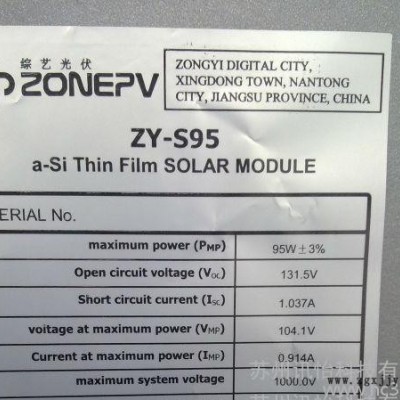 综艺光伏
ZONEPV
ZONGYI DIGITAL CITY,
XINGDONG TOWN, NANTONG
CITY, JIANGSU PROVINCE, CHINA
ZY-S95
a-Si Thin Film SOLAR MODULE
ERIAL No.
maximum power (PMP) 95W±3%
Open circuit voltage (VOC) 131.5V
Short circuit current (ISC) 1.037A
voitage at maximum power (VMP) 104.1V
Current at maximum power (IMP) 0.914A
maximum system voltage 1000.0V
www.zgxjjy